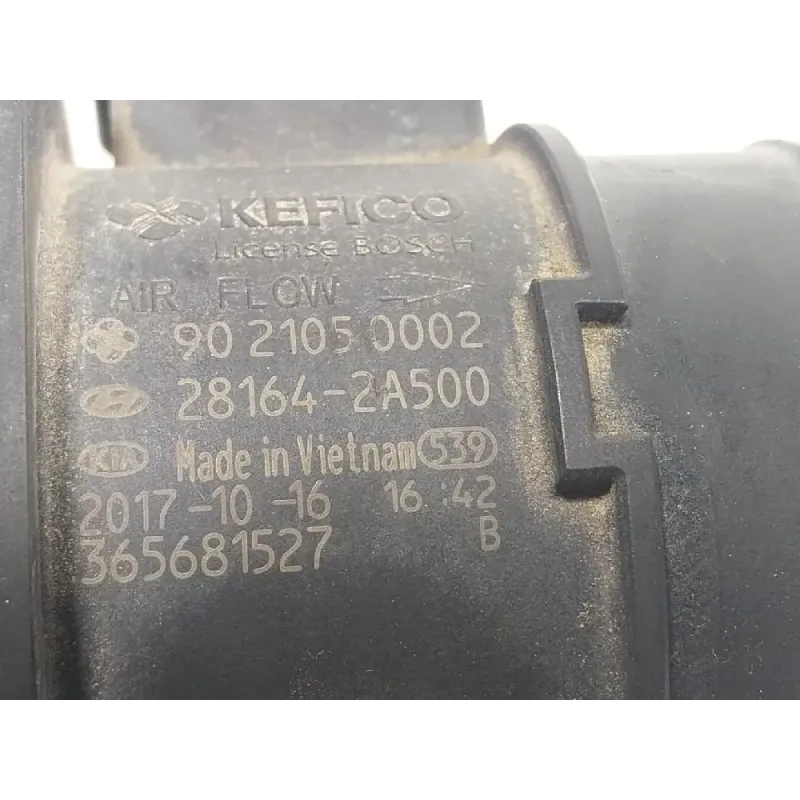 KEFICO
License BOSCH
AIR FLOW
90 2105 0002
28164-2A500
KIA Made in Vietnam 539
2017-10-16 16:42
365681527 B